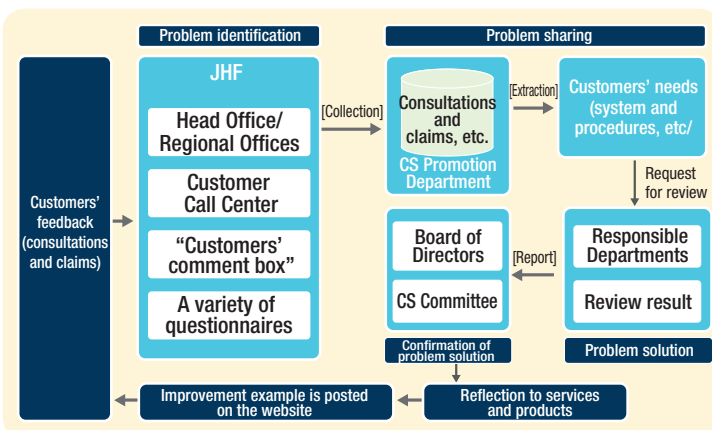 Problem identification
Problem sharing
Customers'
feedback
(consultations
and claims)
JHF
Head Office/
Regional Offices
Customer
Call Center
“Customers'
comment box”
A variety of
questionnaires
[Collection]
Consultations
and
claims, etc.
CS Promotion
Department
[Extraction]
Customers' needs
(system and
procedures, etc/
Request
for review
Responsible
Departments
Review result
Problem solution
[Report]
Board of
Directors
CS Committee
Confirmation of
problem solution
Reflection to services
and products
Improvement example is posted
on the website